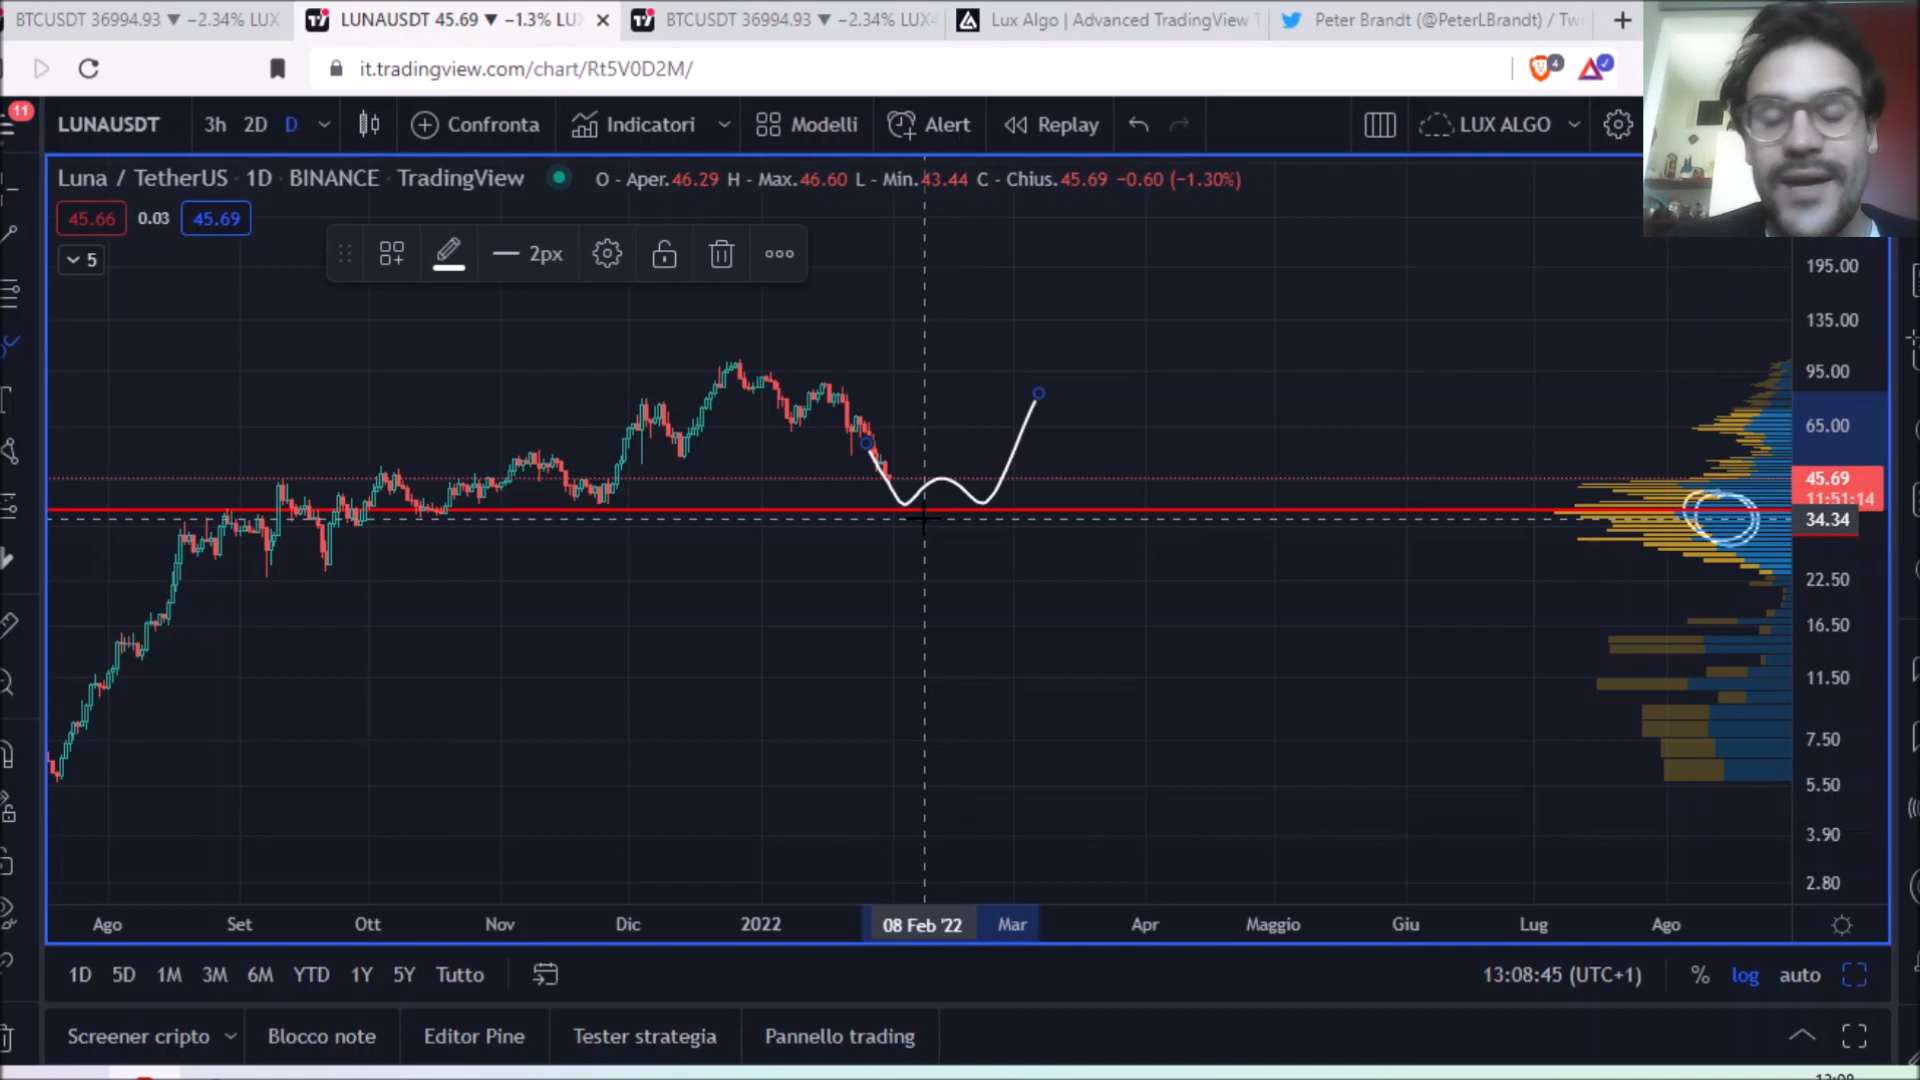 BTCUSDT 36994.93 ▼ −2.34% LUX
LUNAUSDT 45.69 ▼ −1.3% LU
BTCUSDT 36994.93 ▼ −2.34% LUX
Lux Algo | Advanced TradingView
Peter Brandt (@PeterLBrandt) / Tw
it.tradingview.com/chart/Rt5V0D2M/
4
11
LUNAUSDT
3h 2D D
Confronta
Indicatori
Modelli
Alert
Replay
LUX ALGO
Luna / TetherUS · 1D · BINANCE · TradingView
O - Aper.46.29 H - Max.46.60 L - Min.43.44 C - Chius.45.69 −0.60 (−1.30%)
45.66 0.03 45.69
5
2px
195.00
135.00
95.00
65.00
45.69
11:51:14
34.34
22.50
16.50
11.50
7.50
5.50
3.90
2.80
Ago Set Ott Nov Dic 2022 08 Feb '22 Mar Apr Maggio Giu Lug Ago
1D 5D 1M 3M 6M YTD 1Y 5Y Tutto
13:08:45 (UTC+1) % log auto
Screener cripto Blocco note Editor Pine Tester strategia Pannello trading